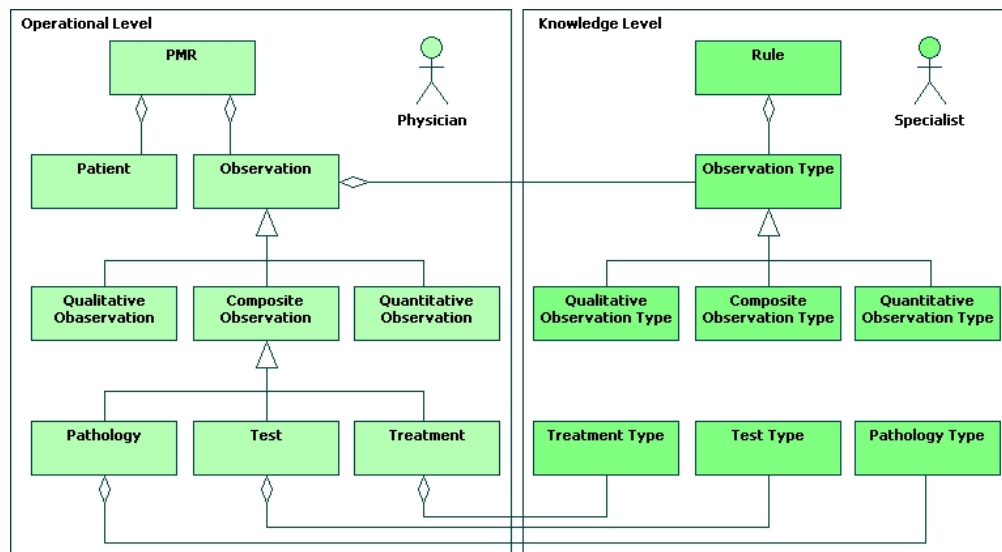 Operational Level
Knowledge Level
PMR
Rule
Physician
Specialist
Patient
Observation
Observation Type
Qualitative
Obaservation
Composite
Observation
Quantitative
Observation
Qualitative
Observation Type
Composite
Observation Type
Quantitative
Observation Type
Pathology
Test
Treatment
Treatment Type
Test Type
Pathology Type